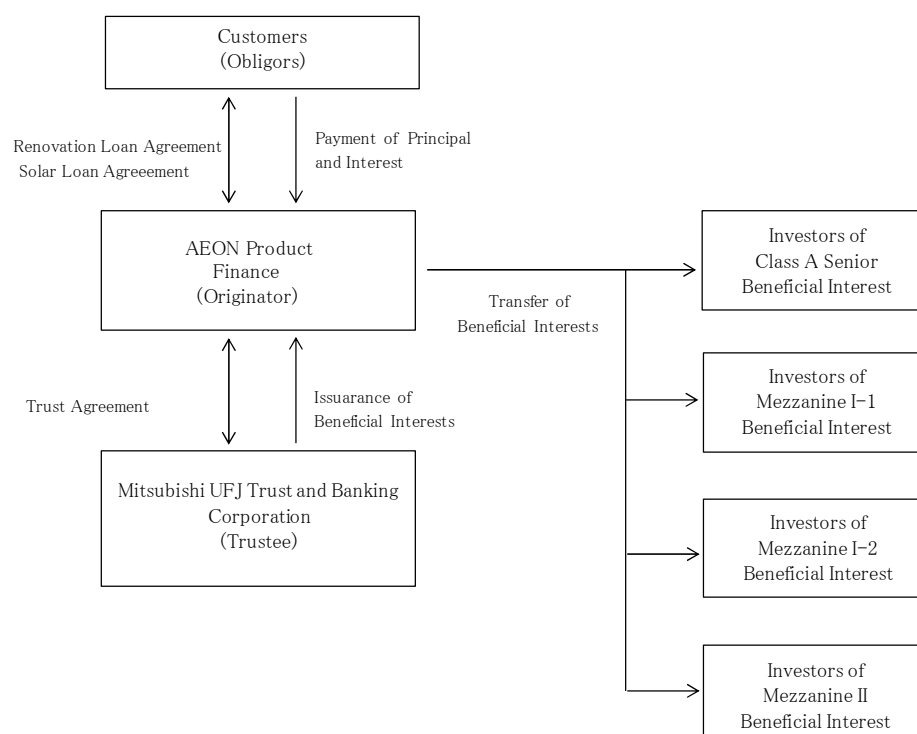 Customers
(Obligors)
Renovation Loan Agreement
Solar Loan Agreeement
Payment of Principal
and Interest
AEON Product
Finance
(Originator)
Transfer of
Beneficial Interests
Investors of
Class A Senior
Beneficial Interest
Trust Agreement
Issuarance of
Beneficial Interests
Investors of
Mezzanine I-1
Beneficial Interest
Mitsubishi UFJ Trust and Banking
Corporation
(Trustee)
Investors of
Mezzanine I-2
Beneficial Interest
Investors of
Mezzanine II
Beneficial Interest